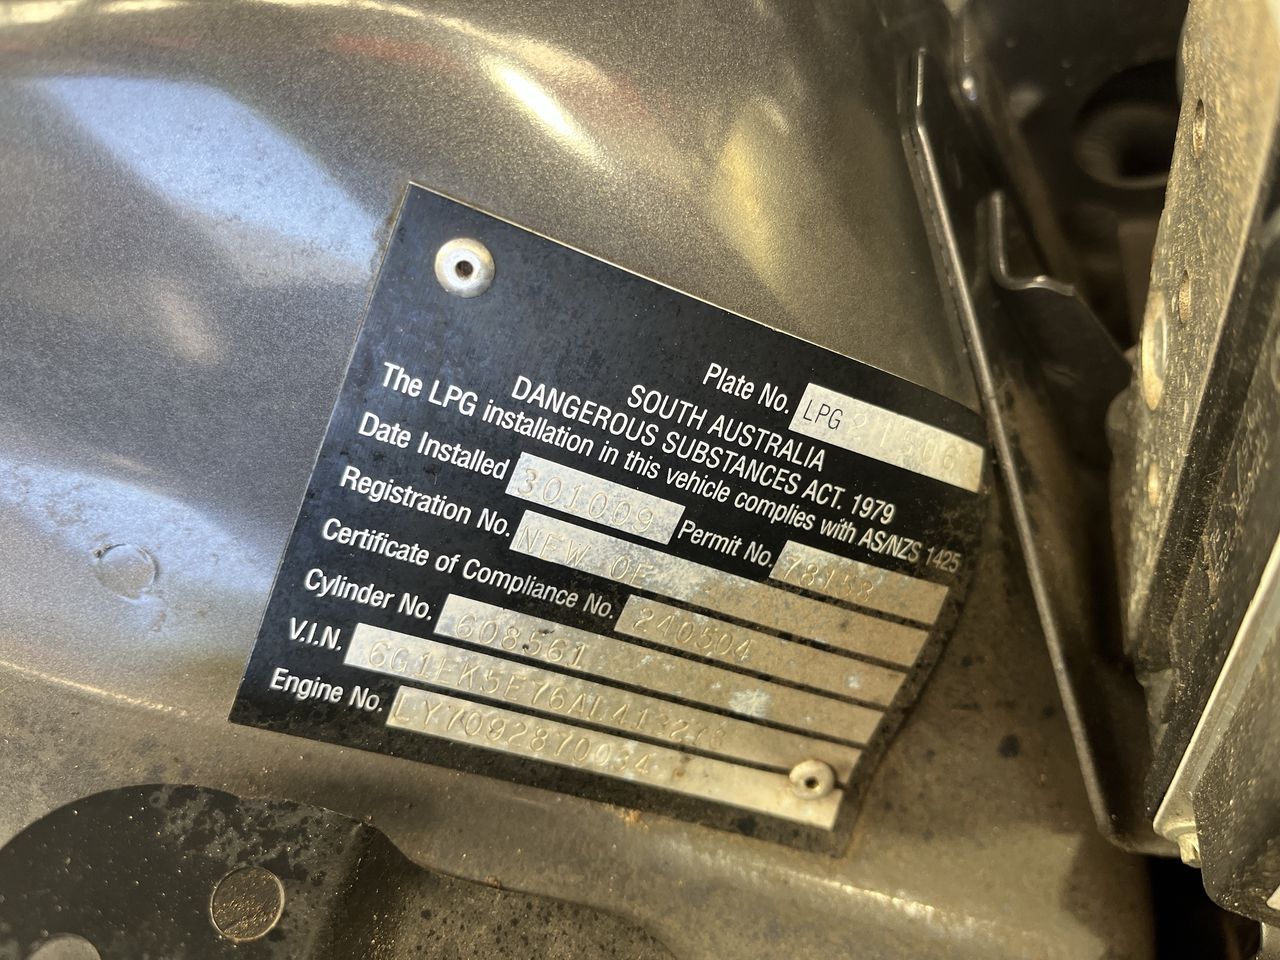 Plate No. LPG
SOUTH AUSTRALIA
DANGEROUS SUBSTANCES ACT. 1979
The LPG installation in this vehicle complies with AS/NZS 1425
Date Installed 301009 Permit No. 78158
Registration No. NEW OE
Certificate of Compliance No. 240504
Cylinder No. 608561
V.I.N.
Engine No. LY7092870034